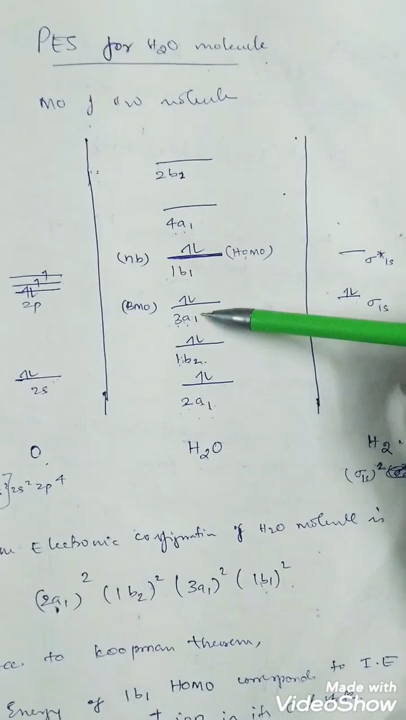 PES for H2O molecule
MO of H2O molecule
2b2
4a1
(nb) 1b1 (HOMO)
σ*1s
2p
(BMO) 3a1
σ1s
1b2
2s
2a1
O
H2O
H2
2s2 2p4
(σ1s)2
Electronic configuration of H2O molecule is
(2a1)2 (1b2)2 (3a1)2 (1b1)2
to koopman theorem,
Energy of 1b1 HOMO correspond to I.E
Made with
VideoShow